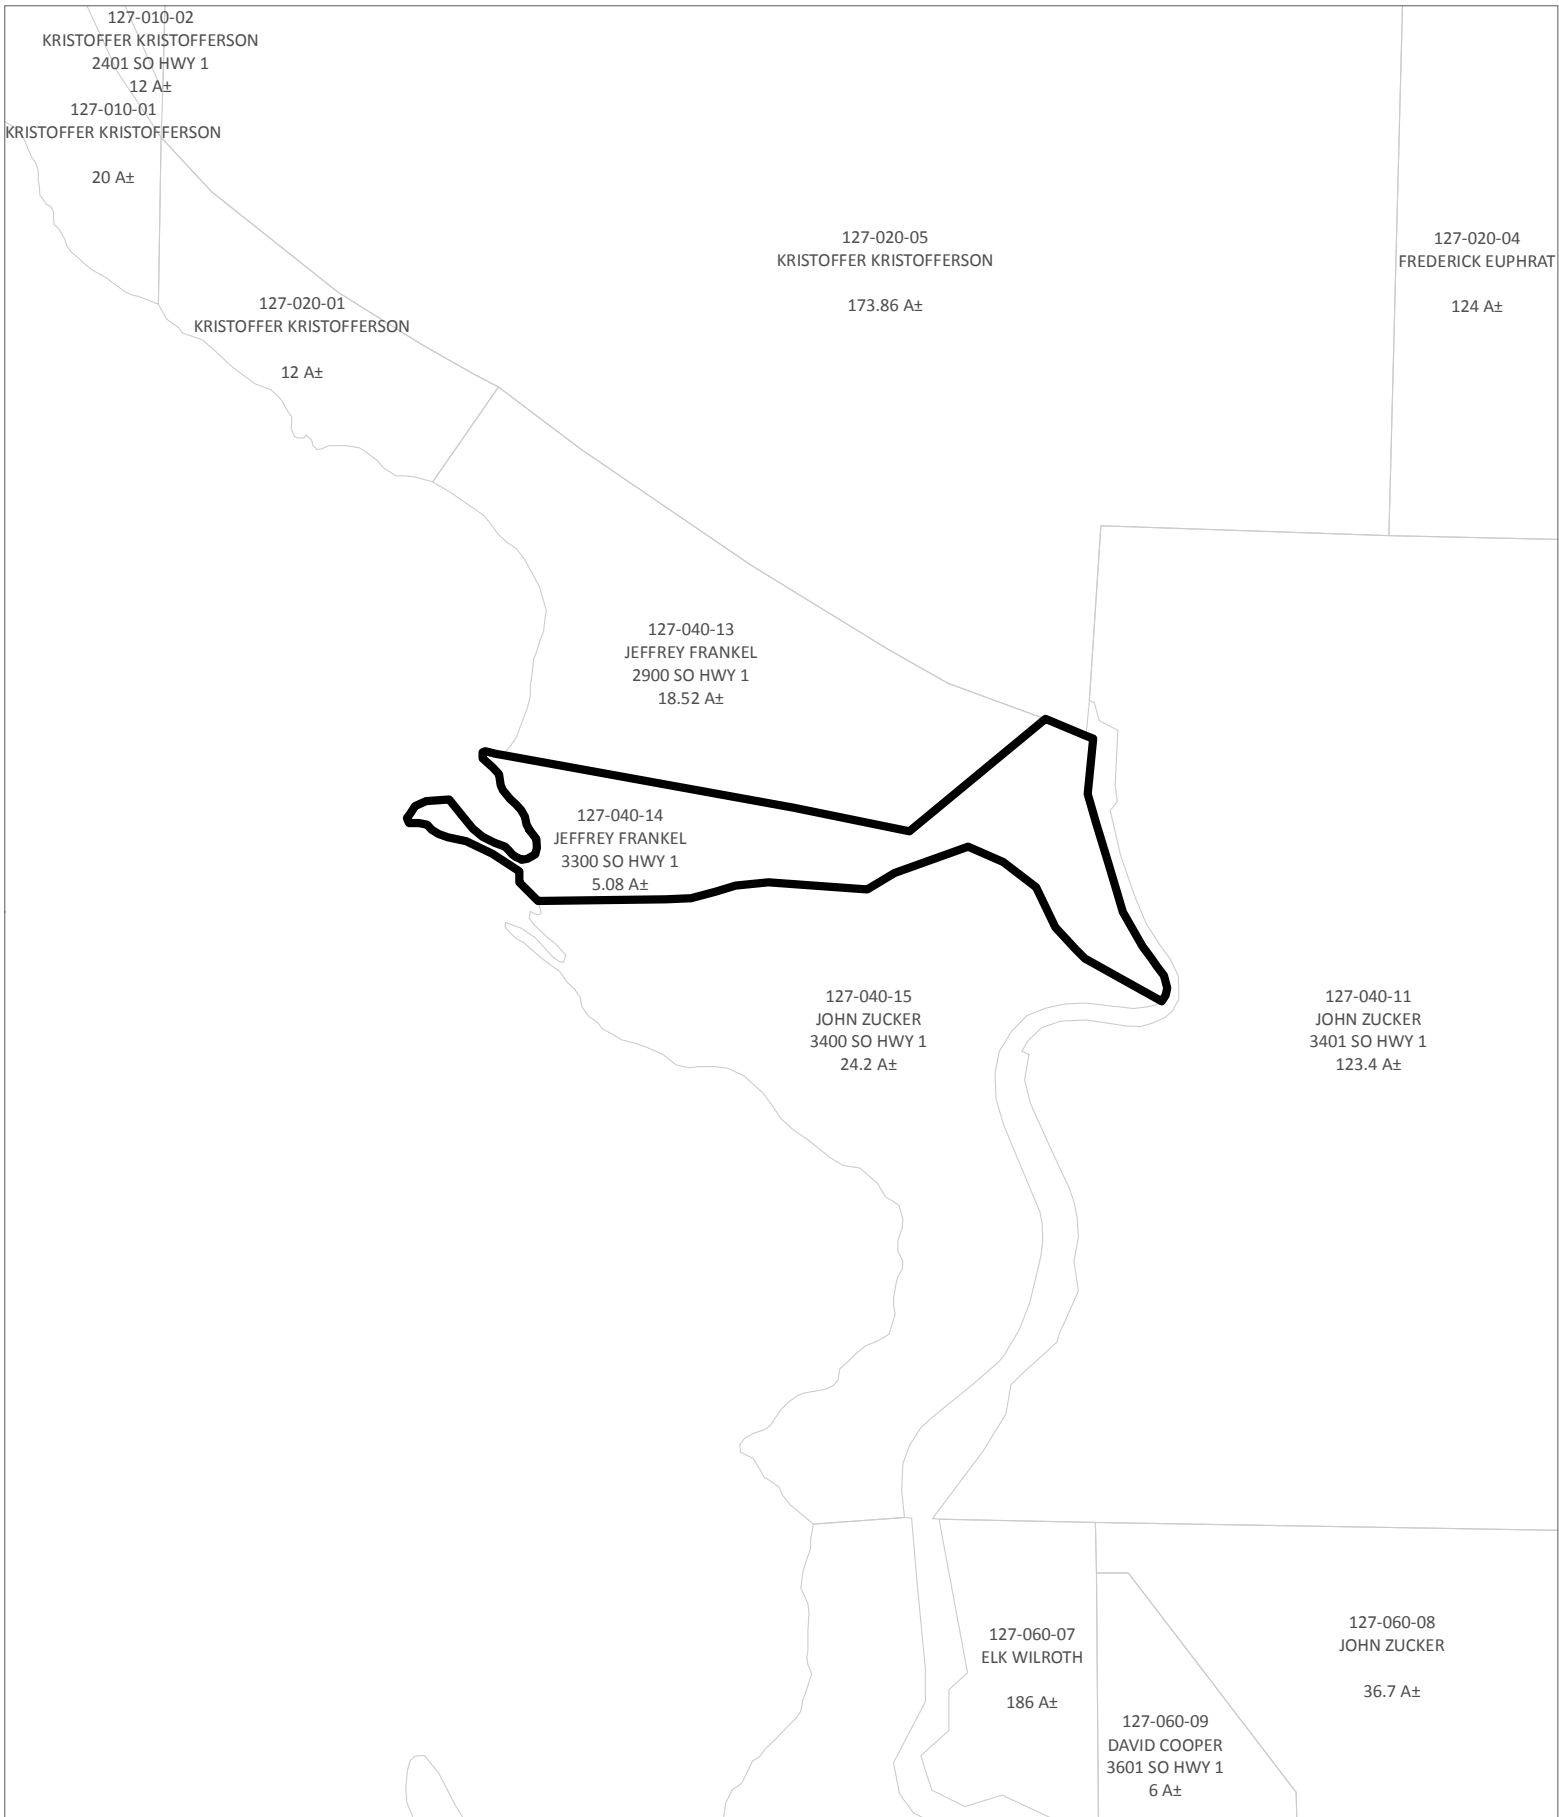 127-010-02
KRISTOFFER KRISTOFFERSON
2401 SO HWY 1
12 A±
127-010-01
KRISTOFFER KRISTOFFERSON
20 A±
127-020-05
KRISTOFFER KRISTOFFERSON
173.86 A±
127-020-04
FREDERICK EUPHRAT
124 A±
127-020-01
KRISTOFFER KRISTOFFERSON
12 A±
127-040-13
JEFFREY FRANKEL
2900 SO HWY 1
18.52 A±
127-040-14
JEFFREY FRANKEL
3300 SO HWY 1
5.08 A±
127-040-15
JOHN ZUCKER
3400 SO HWY 1
24.2 A±
127-040-11
JOHN ZUCKER
3401 SO HWY 1
123.4 A±
127-060-07
ELK WILROTH
186 A±
127-060-08
JOHN ZUCKER
36.7 A±
127-060-09
DAVID COOPER
3601 SO HWY 1
6 A±